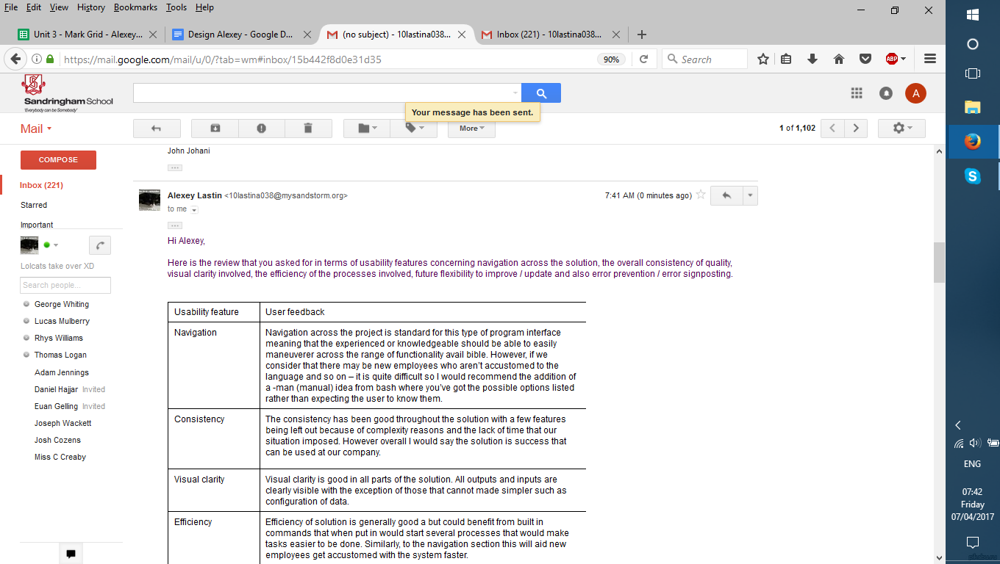 File Edit View History Bookmarks Tools Help
Unit 3 - Mark Grid - Alexey...
Design Alexey - Google D...
(no subject) - 10lastina038...
Inbox (221) - 10lastina038...
https://mail.google.com/mail/u/0/?tab=wm#inbox/15b442f8d0e31d35
90%
Search
ABP
Sandringham School
'Everybody can be Somebody'
A
Your message has been sent.
Mail
More
1 of 1,102
COMPOSE
Inbox (221)
Starred
Important
Lolcats take over XD
Search people...
George Whiting
Lucas Mulberry
Rhys Williams
Thomas Logan
Adam Jennings
Daniel Hajjar Invited
Euan Gelling Invited
Joseph Wackett
Josh Cozens
Miss C Creaby
John Johani
Alexey Lastin <10lastina038@mysandstorm.org>
7:41 AM (0 minutes ago)
to me
Hi Alexey,
Here is the review that you asked for in terms of usability features concerning navigation across the solution, the overall consistency of quality,
visual clarity involved, the efficiency of the processes involved, future flexibility to improve / update and also error prevention / error signposting.
Usability feature
User feedback
Navigation
Navigation across the project is standard for this type of program interface
meaning that the experienced or knowledgeable should be able to easily
maneuverer across the range of functionality avail bible. However, if we
consider that there may be new employees who aren't accustomed to the
language and so on – it is quite difficult so I would recommend the addition of
a -man (manual) idea from bash where you've got the possible options listed
rather than expecting the user to know them.
Consistency
The consistency has been good throughout the solution with a few features
being left out because of complexity reasons and the lack of time that our
situation imposed. However overall I would say the solution is success that
can be used at our company.
Visual clarity
Visual clarity is good in all parts of the solution. All outputs and inputs are
clearly visible with the exception of those that cannot made simpler such as
configuration of data.
Efficiency
Efficiency of solution is generally good a but could benefit from built in
commands that when put in would start several processes that would make
tasks easier to be done. Similarly, to the navigation section this will aid new
employees get accustomed with the system faster.
ENG
07:42
Friday
07/04/2017